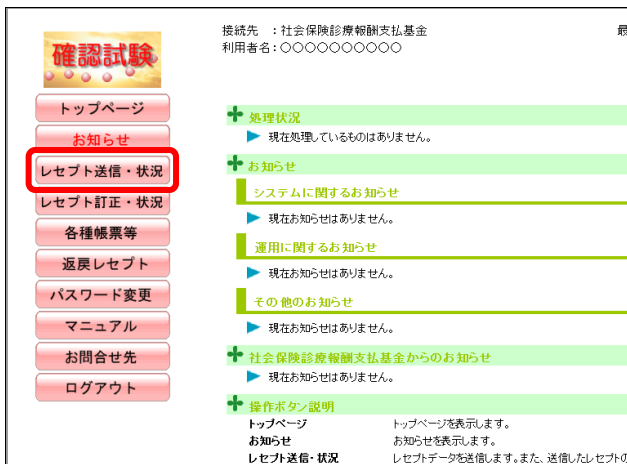 接続先 ：社会保険診療報酬支払基金
最
利用者名：○○○○○○○○○○
確認試験
トップページ
お知らせ
レセプト送信・状況
レセプト訂正・状況
各種帳票等
返戻レセプト
パスワード変更
マニュアル
お問合せ先
ログアウト
処理状況
現在処理しているものはありません。
お知らせ
システムに関するお知らせ
現在お知らせはありません。
運用に関するお知らせ
現在お知らせはありません。
その他のお知らせ
現在お知らせはありません。
社会保険診療報酬支払基金からのお知らせ
現在お知らせはありません。
操作ボタン説明
トップページ トップページを表示します。
お知らせ お知らせを表示します。
レセプト送信・状況 レセプトデータを送信します。また、送信したレセプトの